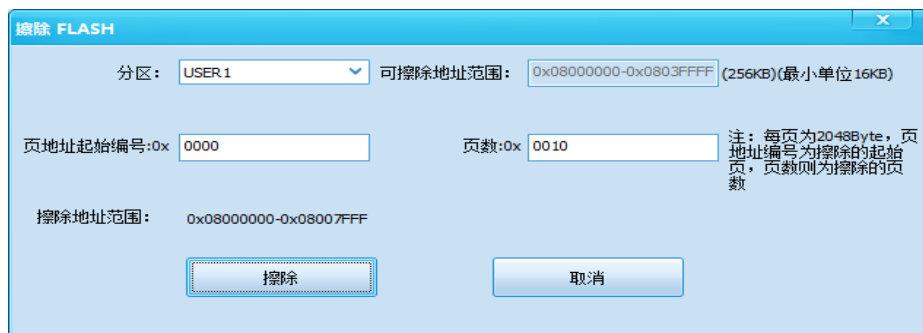 擦除 FLASH
分区： USER1 可擦除地址范围： 0x08000000-0x0803FFFF (256KB)(最小单位16KB)
页地址起始编号:0x 0000 页数:0x 0010
注：每页为2048Byte，页
地址编号为擦除的起始
页，页数则为擦除的页
数
擦除地址范围： 0x08000000-0x08007FFF
擦除 取消